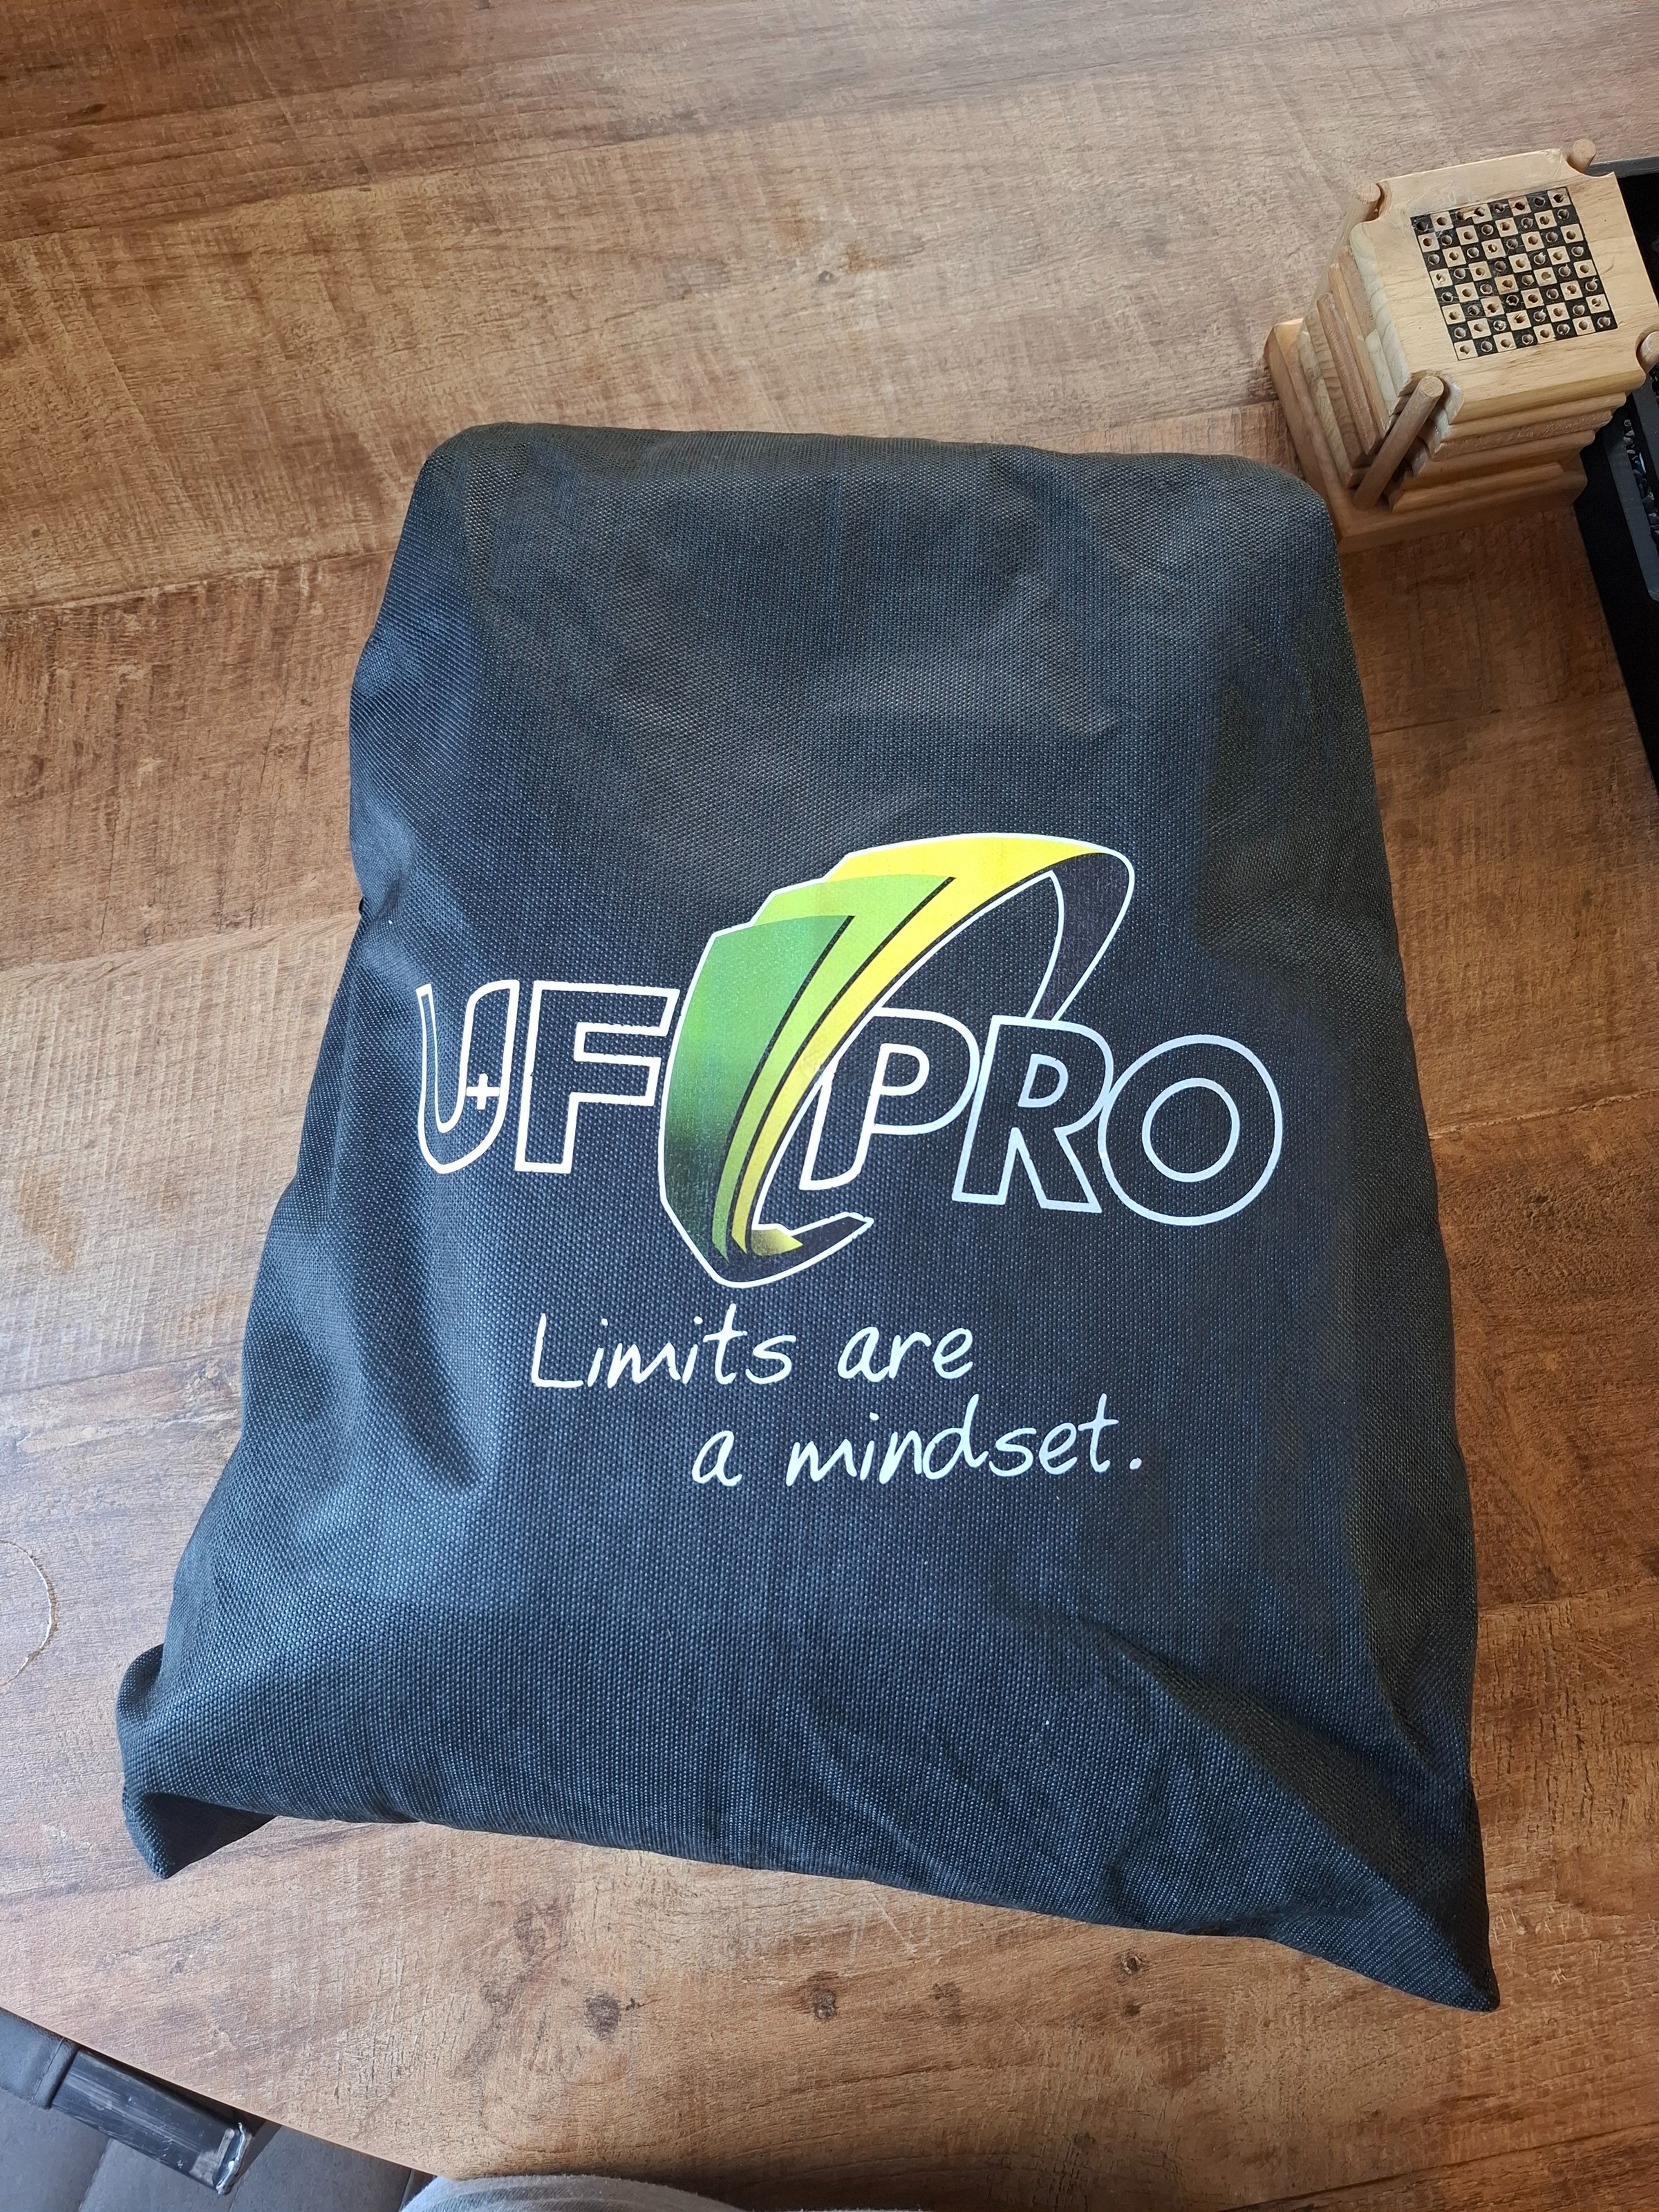 UF PRO
Limits are
a mindset.